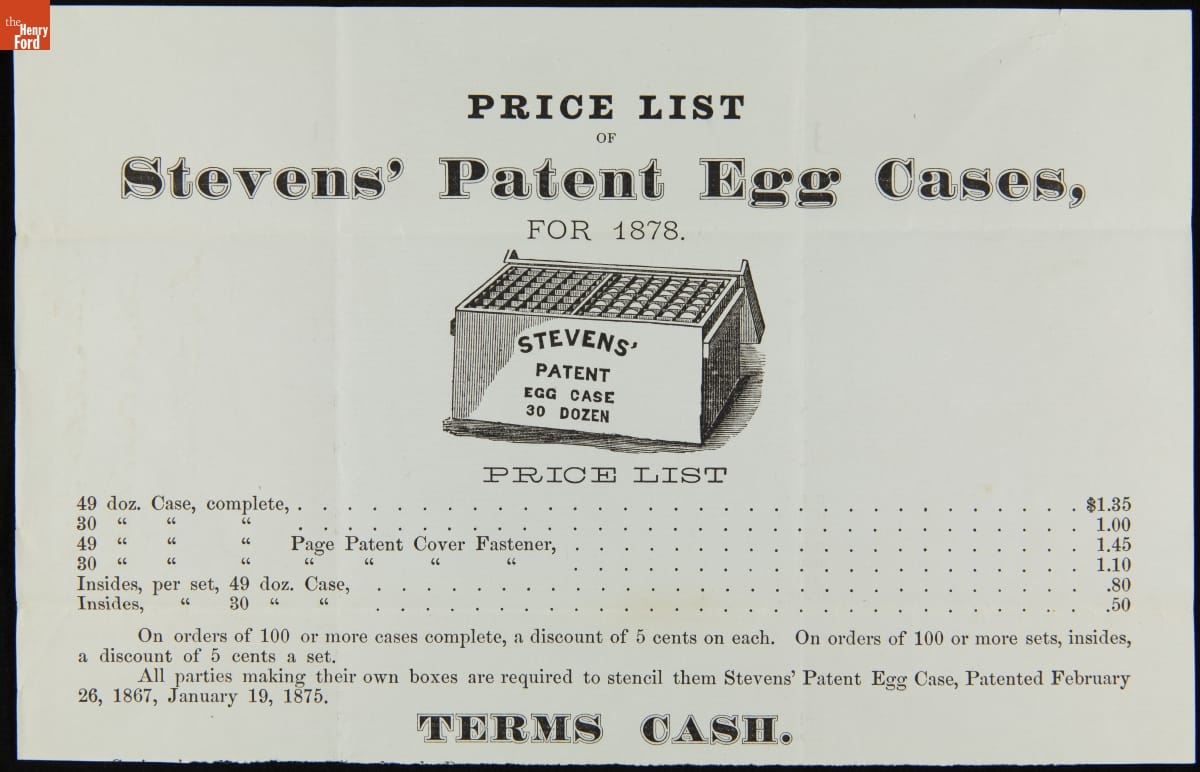 the
Henry
Ford
PRICE LIST
OF
Stevens' Patent Egg Cases,
FOR 1878.
STEVENS'
PATENT
EGG CASE
30 DOZEN
PRICE LIST
49 doz. Case, complete, . . . . . . . . . . . . . . . . . . . . . . . . . . . . . . . . . $1.35
30 “ “ “ . . . . . . . . . . . . . . . . . . . . . . . . . . . . . . . . . 1.00
49 “ “ “ Page Patent Cover Fastener, . . . . . . . . . . . . . . . . . . . . . 1.45
30 “ “ “ “ “ “ “ . . . . . . . . . . . . . . . . . . . . . 1.10
Insides, per set, 49 doz. Case, . . . . . . . . . . . . . . . . . . . . . . . . . . . . . . .80
Insides, “ 30 “ “ . . . . . . . . . . . . . . . . . . . . . . . . . . . . . .50
On orders of 100 or more cases complete, a discount of 5 cents on each. On orders of 100 or more sets, insides,
a discount of 5 cents a set.
All parties making their own boxes are required to stencil them Stevens' Patent Egg Case, Patented February
26, 1867, January 19, 1875.
TERMS CASH.